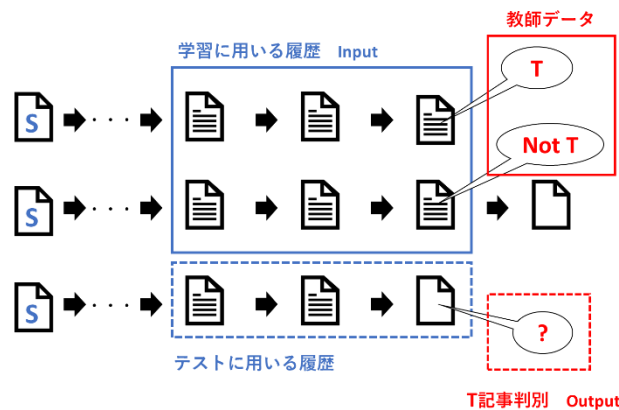 教師データ
学習に用いる履歴 Input
T
S
・・・
Not T
S
・・・
S
・・・
?
テストに用いる履歴
T記事判別 Output